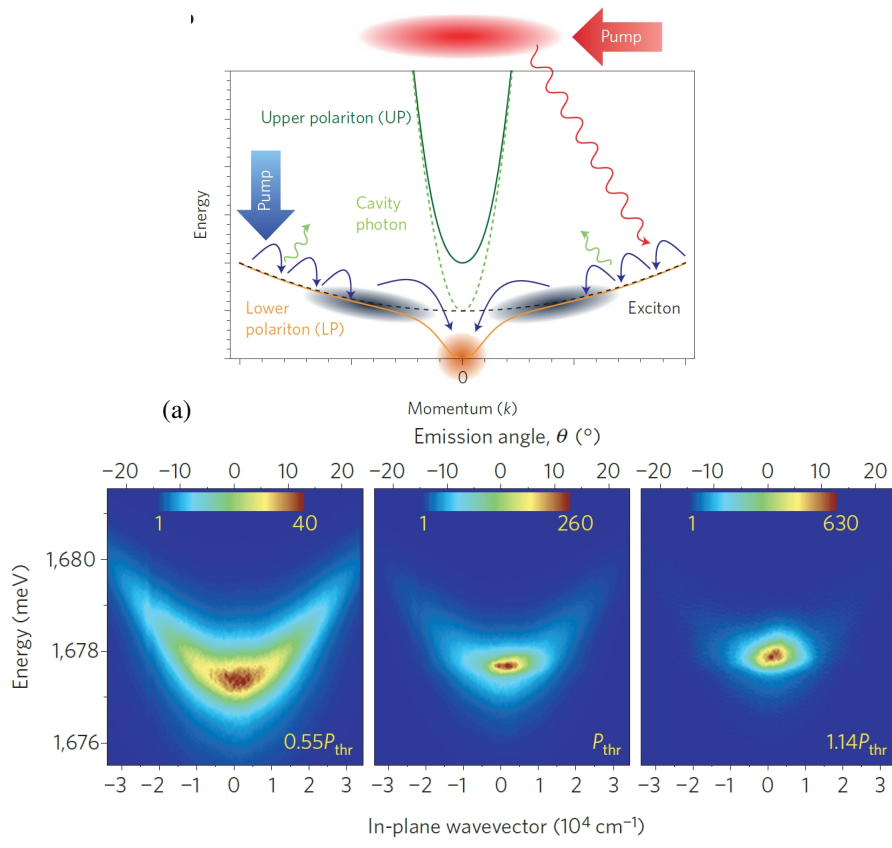 Pump
Upper polariton (UP)
Pump
Energy
Cavity
photon
Lower
polariton (LP)
Exciton
0
(a)
Momentum (k)
Emission angle, θ (°)
−20 −10 0 10 20
−20 −10 0 10 20
−20 −10 0 10 20
1 40
1 260
1 630
Energy (meV)
1,680
1,678
1,676
0.55Pthr
Pthr
1.14Pthr
−3 −2 −1 0 1 2 3
−3 −2 −1 0 1 2 3
−3 −2 −1 0 1 2 3
In-plane wavevector (10⁴ cm⁻¹)